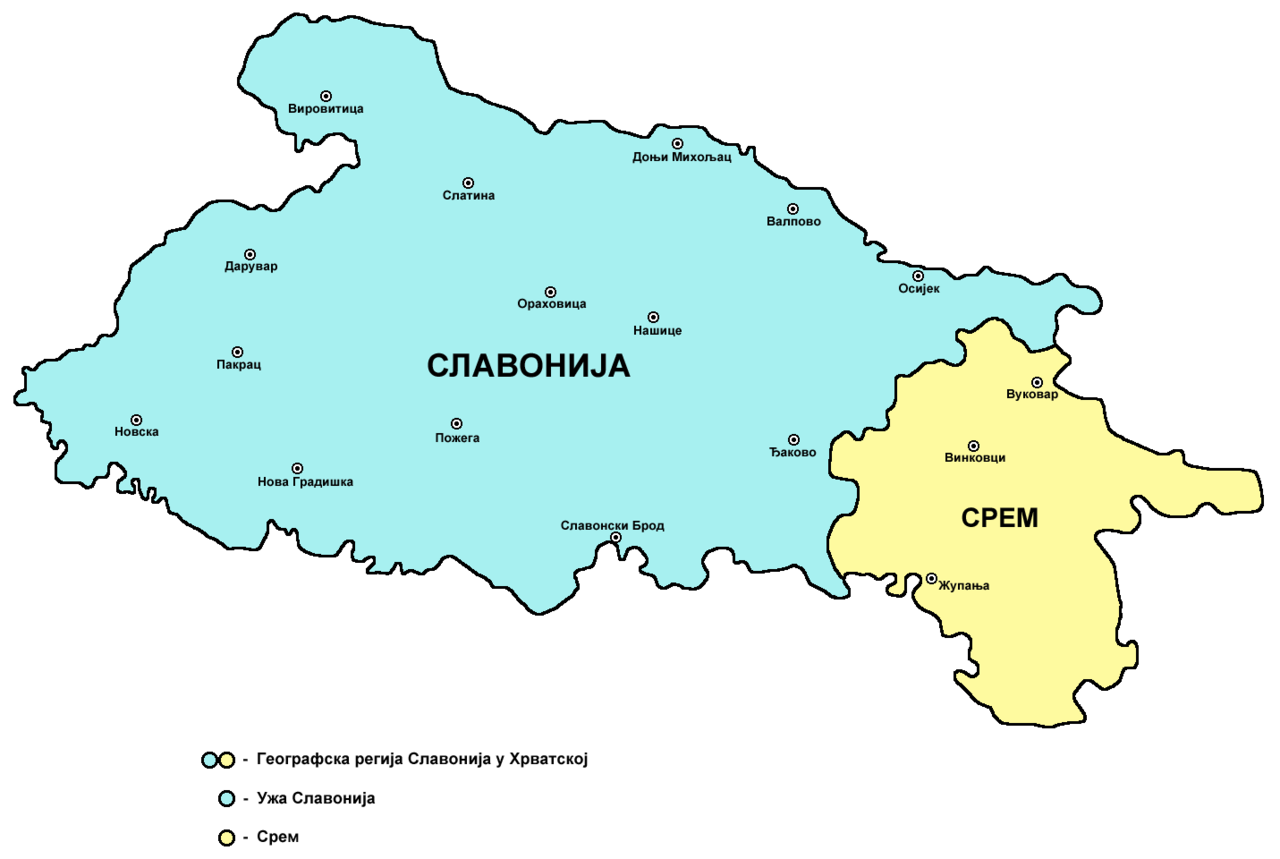 Вировитица
Доњи Михољац
Слатина
Валпово
Дарувар
Осијек
Ораховица
Нашице
СЛАВОНИЈА
Пакрац
Вуковар
Новска
Пожега
Ђаково
Винковци
Нова Градишка
СРЕМ
Славонски Брод
Жупања
- Географска регија Славонија у Хрватској
- Ужа Славонија
- Срем